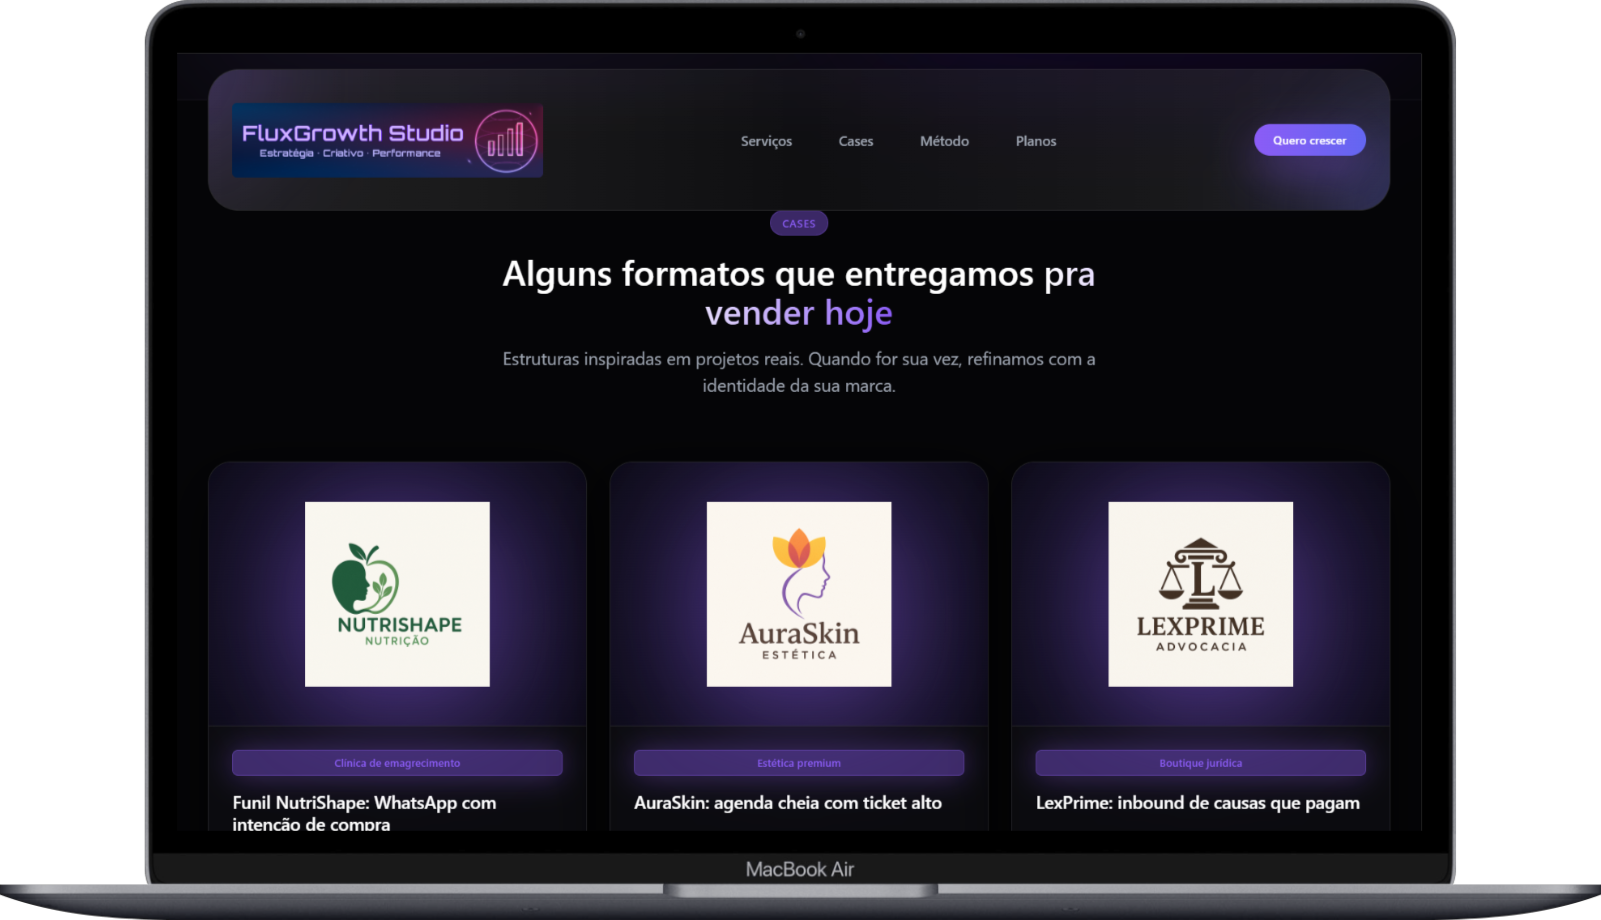 FluxGrowth Studio
Estratégia · Criativo · Performance
Serviços
Cases
Método
Planos
Quero crescer
CASES
Alguns formatos que entregamos pra
vender hoje
Estruturas inspiradas em projetos reais. Quando for sua vez, refinamos com a
identidade da sua marca.
NUTRISHAPE
NUTRIÇÃO
AuraSkin
ESTÉTICA
L
LEXPRIME
ADVOCACIA
Clínica de emagrecimento
Estética premium
Boutique jurídica
Funil NutriShape: WhatsApp com
intenção de compra
AuraSkin: agenda cheia com ticket alto
LexPrime: inbound de causas que pagam
MacBook Air